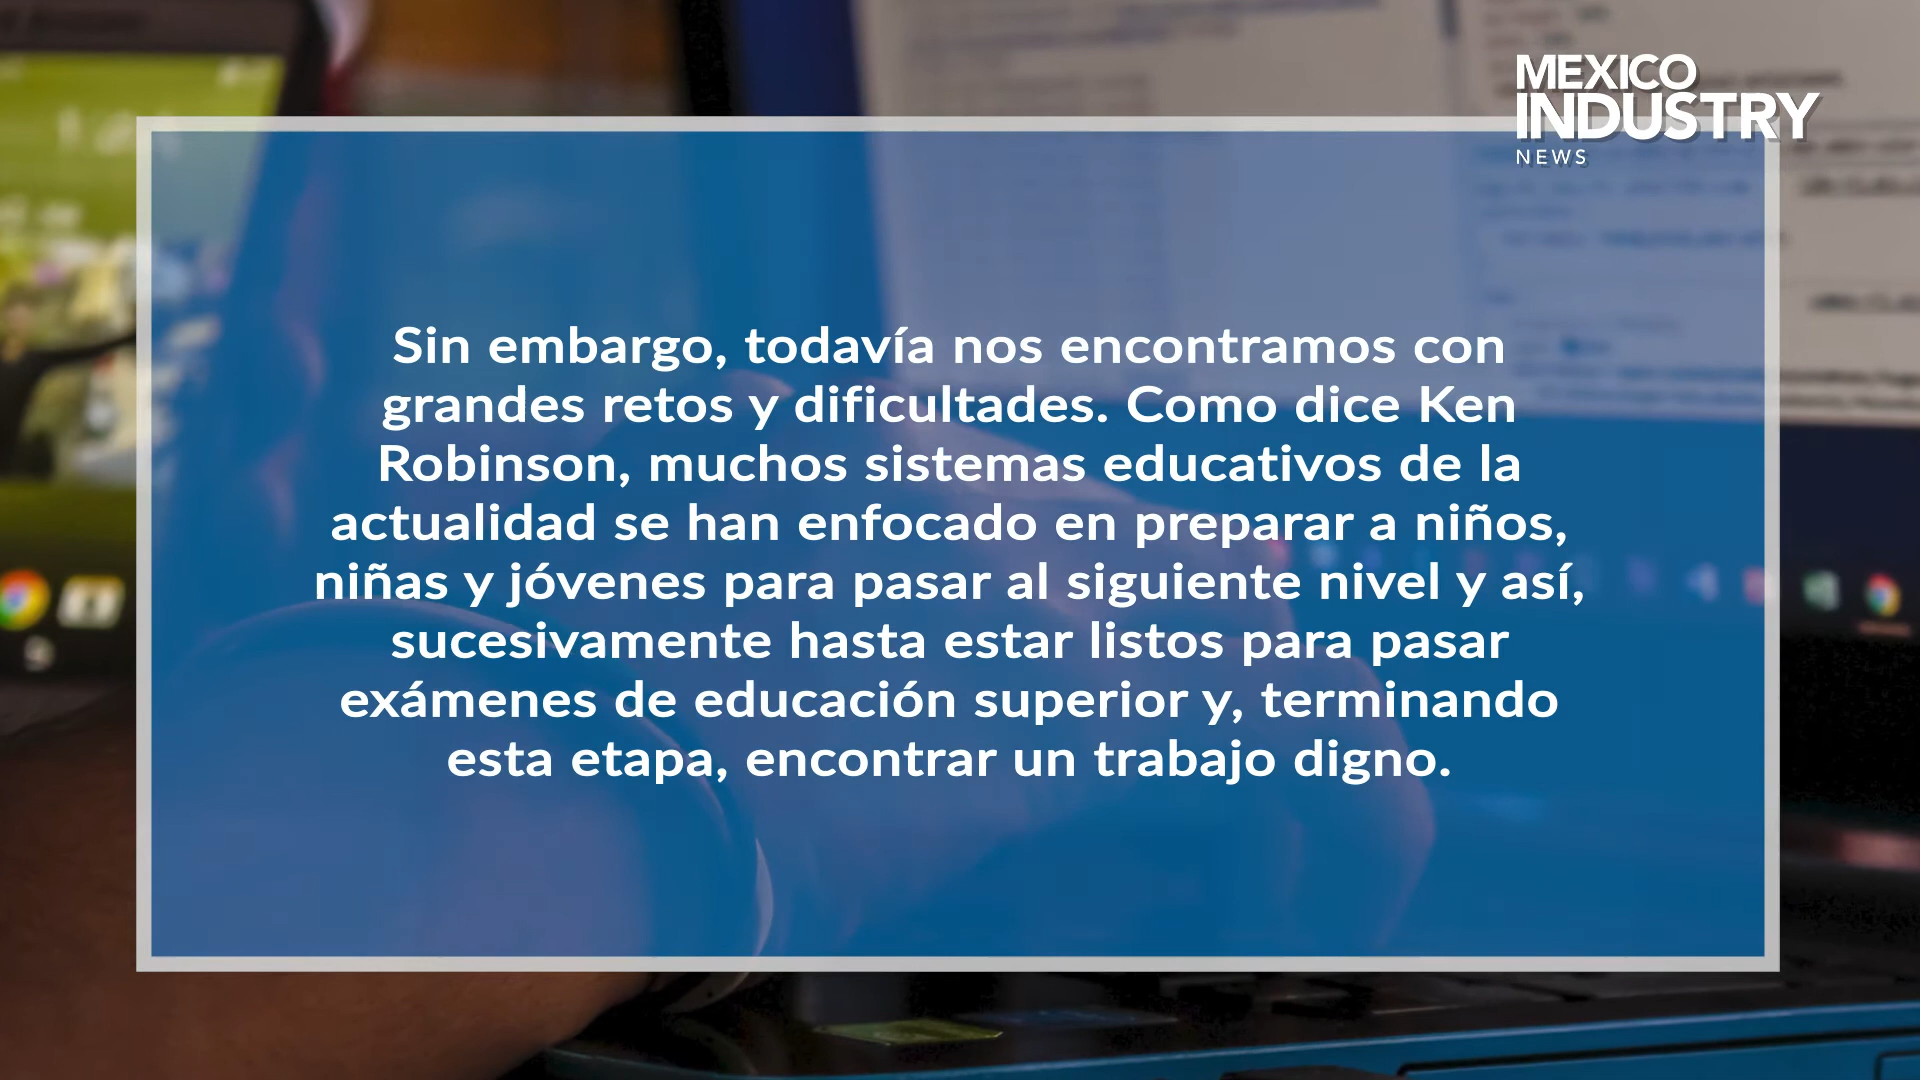 MEXICO
INDUSTRY
NEWS
Sin embargo, todavía nos encontramos con
grandes retos y dificultades. Como dice Ken
Robinson, muchos sistemas educativos de la
actualidad se han enfocado en preparar a niños,
niñas y jóvenes para pasar al siguiente nivel y así,
sucesivamente hasta estar listos para pasar
exámenes de educación superior y, terminando
esta etapa, encontrar un trabajo digno.